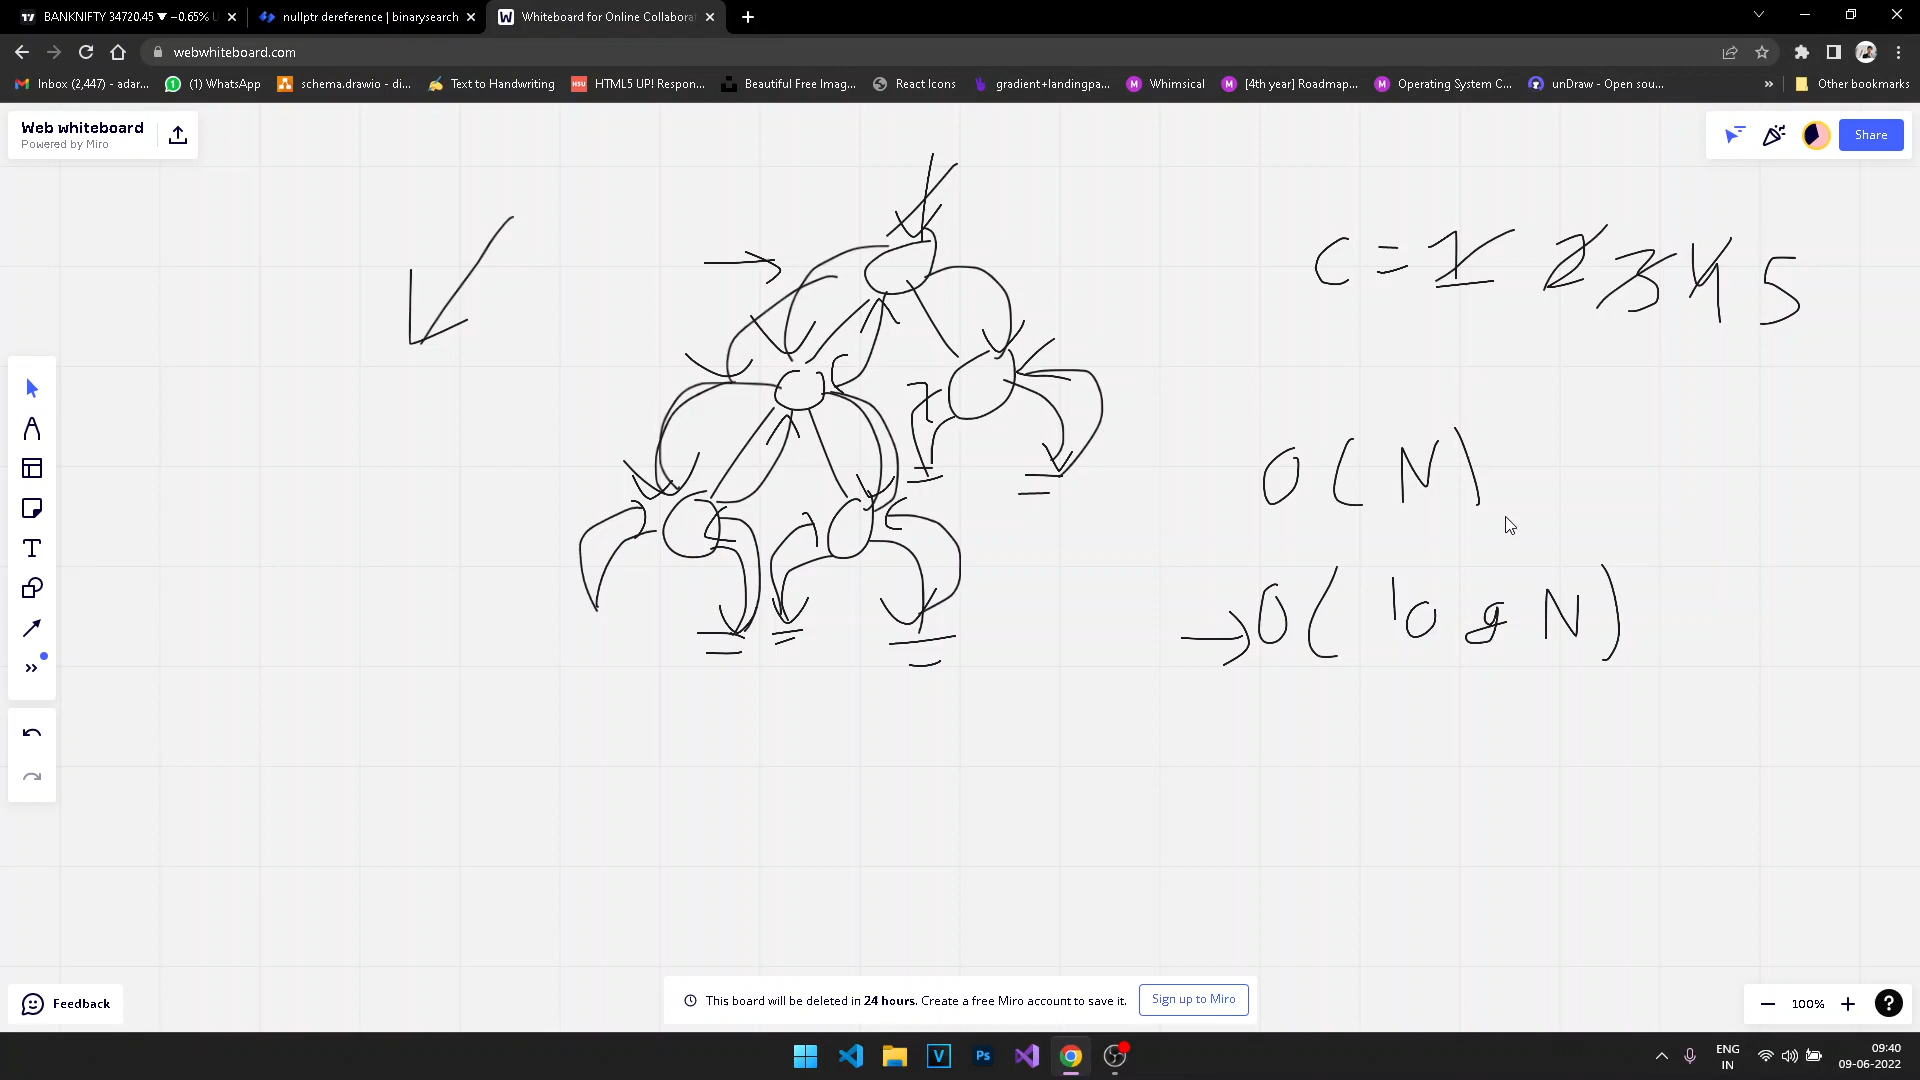 BANKNIFTY 34720.45 ▼ −0.65% U
nullptr dereference | binarysearch
Whiteboard for Online Collabora
webwhiteboard.com
Inbox (2,447) - adar...
(1) WhatsApp
schema.drawio - di...
Text to Handwriting
HTML5 UP! Respon...
Beautiful Free Imag...
React Icons
gradient+landingpa...
Whimsical
[4th year] Roadmap...
Operating System C...
unDraw - Open sou...
»
Other bookmarks
Web whiteboard
Powered by Miro
Share
C = 1 2 3 4 5
O ( N )
→ O ( log N )
Feedback
This board will be deleted in 24 hours. Create a free Miro account to save it.
Sign up to Miro
100%
ENG
IN
09:40
09-06-2022